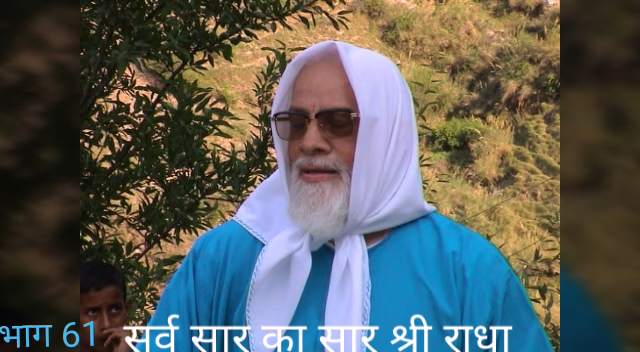 भाग 61
सर्व सार का सार श्री राधा